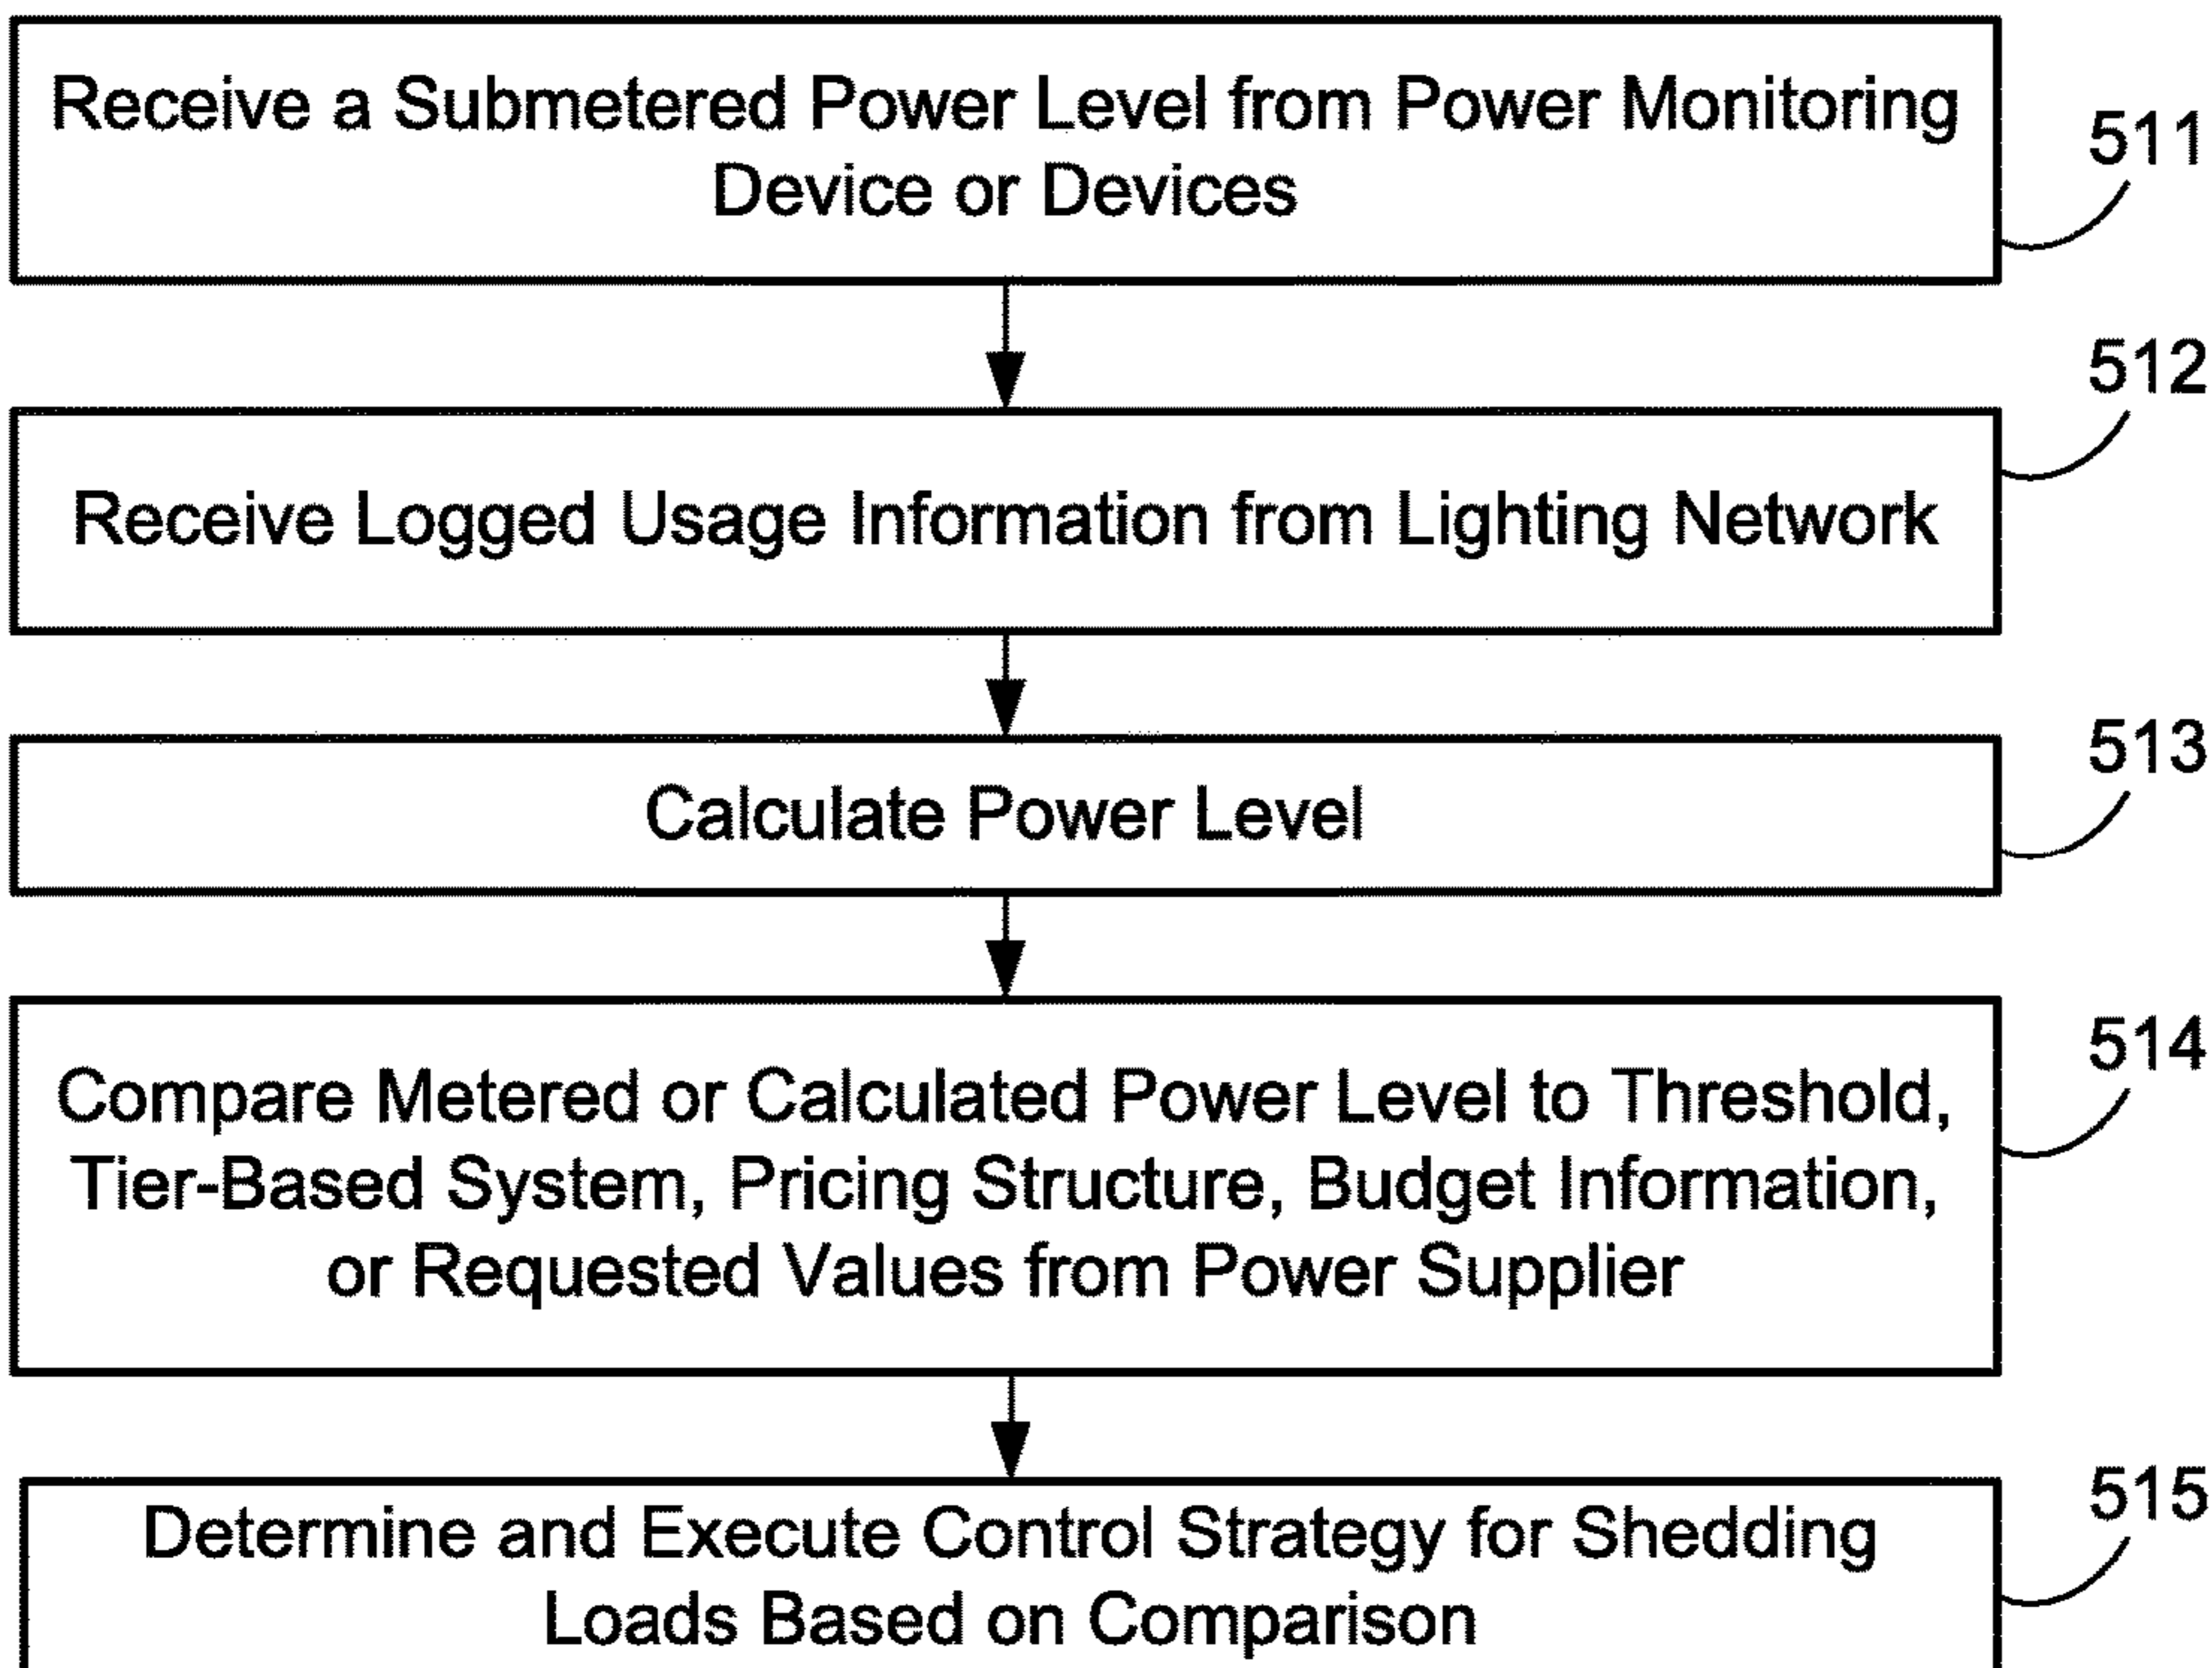 Receive a Submetered Power Level from Power Monitoring
Device or Devices
511
512
Receive Logged Usage Information from Lighting Network
513
Calculate Power Level
514
Compare Metered or Calculated Power Level to Threshold,
Tier-Based System, Pricing Structure, Budget Information,
or Requested Values from Power Supplier
515
Determine and Execute Control Strategy for Shedding
Loads Based on Comparison